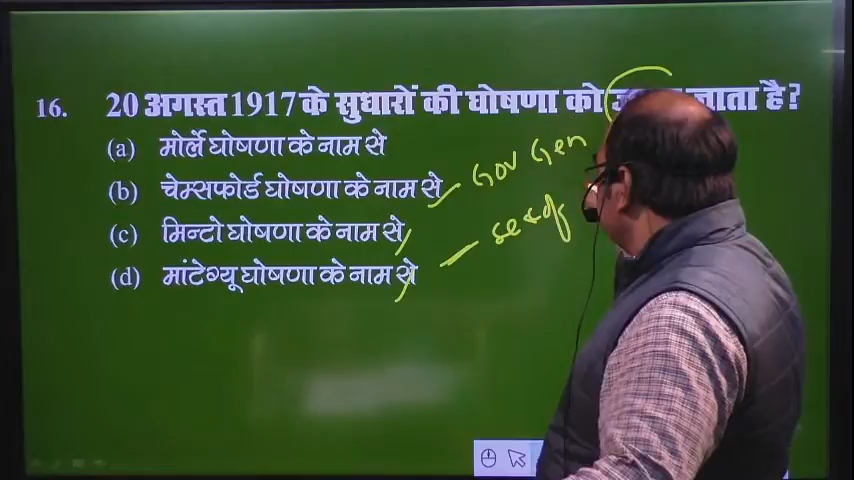 16. 20 अगस्त 1917 के सुधारों की घोषणा को जाता है?
(a) मोर्ले घोषणा के नाम से
(b) चेम्सफोर्ड घोषणा के नाम से
Gov Gen
(c) मिन्टो घोषणा के नाम से
(d) मांटेग्यू घोषणा के नाम से